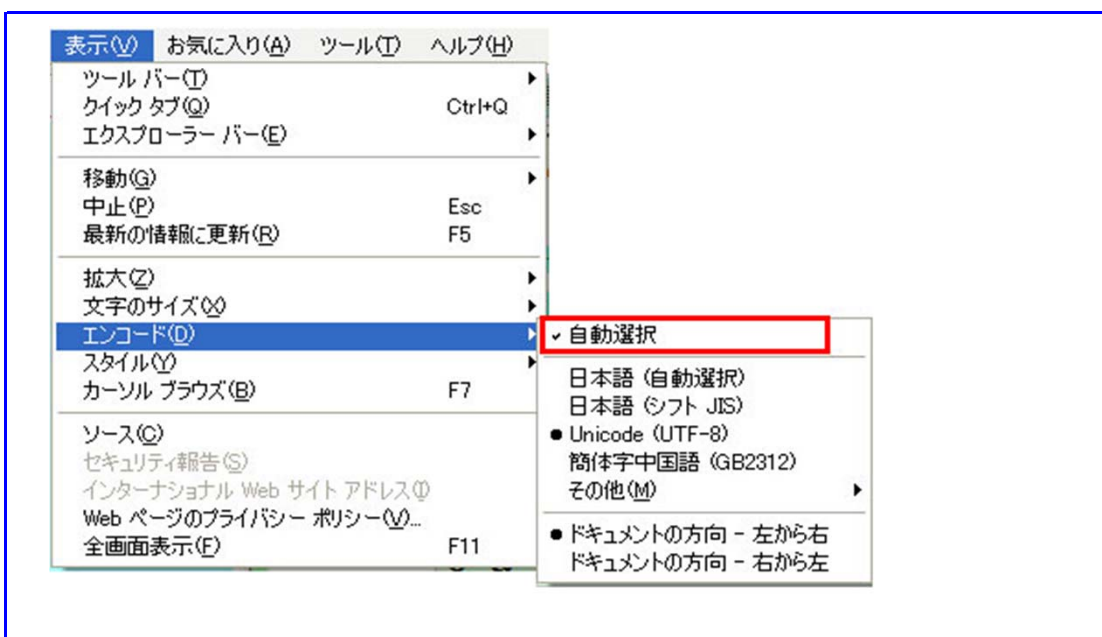 表示(V) お気に入り(A) ツール(T) ヘルプ(H)
ツール バー(T)
クイック タブ(Q) Ctrl+Q
エクスプローラー バー(E)
移動(G)
中止(P) Esc
最新の情報に更新(R) F5
拡大(Z)
文字のサイズ(X)
エンコード(D)
スタイル(Y)
カーソル ブラウズ(B) F7
ソース(C)
セキュリティ報告(S)
インターナショナル Web サイト アドレス(I)
Web ページのプライバシー ポリシー(V)...
全画面表示(F) F11
自動選択
日本語 (自動選択)
日本語 (シフト JIS)
Unicode (UTF-8)
簡体字中国語 (GB2312)
その他(M)
ドキュメントの方向 - 左から右
ドキュメントの方向 - 右から左